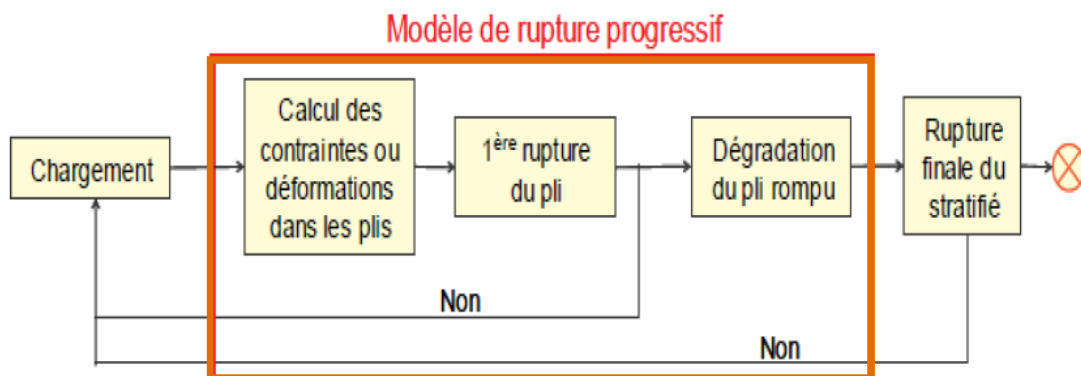 Modèle de rupture progressif
Chargement
Calcul des
contraintes ou
déformations
dans les plis
1ère rupture
du pli
Dégradation
du pli rompu
Rupture
finale du
stratifié
Non
Non